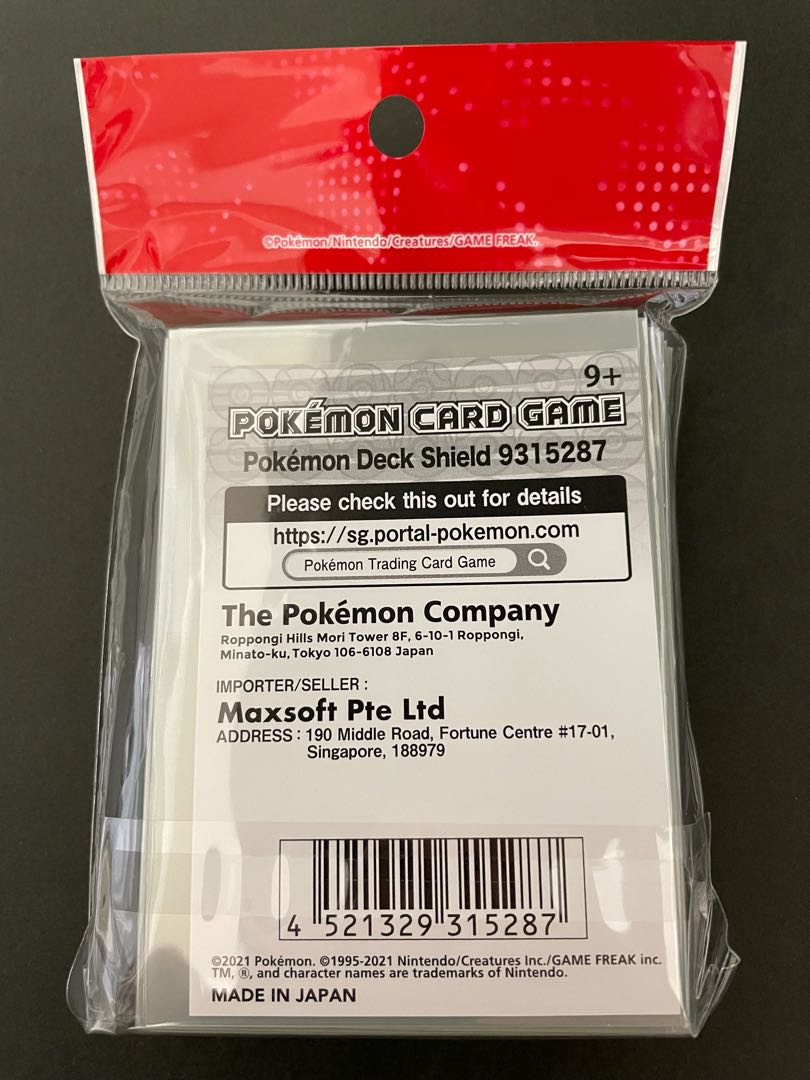 ©Pokémon/Nintendo/Creatures/GAME FREAK.
9+
POKÉMON CARD GAME
Pokémon Deck Shield 9315287
Please check this out for details
https://sg.portal-pokemon.com
Pokémon Trading Card Game
The Pokémon Company
Roppongi Hills Mori Tower 8F, 6-10-1 Roppongi,
Minato-ku, Tokyo 106-6108 Japan
IMPORTER/SELLER :
Maxsoft Pte Ltd
ADDRESS : 190 Middle Road, Fortune Centre #17-01,
Singapore, 188979
4 521329 315287
©2021 Pokémon. ©1995-2021 Nintendo/Creatures Inc./GAME FREAK inc.
TM, ®, and character names are trademarks of Nintendo.
MADE IN JAPAN